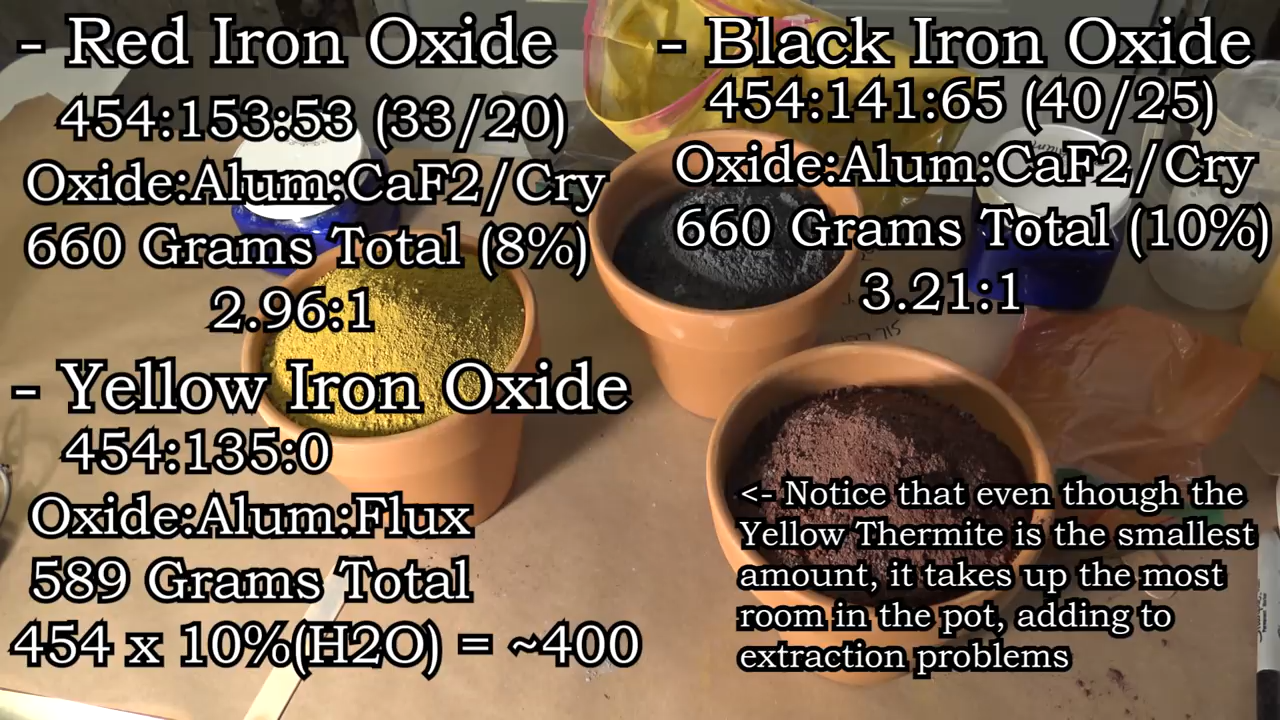 - Red Iron Oxide
454:153:53 (33/20)
Oxide:Alum:CaF2/Cry
660 Grams Total (8%)
2.96:1
- Yellow Iron Oxide
454:135:0
Oxide:Alum:Flux
589 Grams Total
454 x 10%(H2O) = ~400
- Black Iron Oxide
454:141:65 (40/25)
Oxide:Alum:CaF2/Cry
660 Grams Total (10%)
3.21:1
<- Notice that even though the
Yellow Thermite is the smallest
amount, it takes up the most
room in the pot, adding to
extraction problems